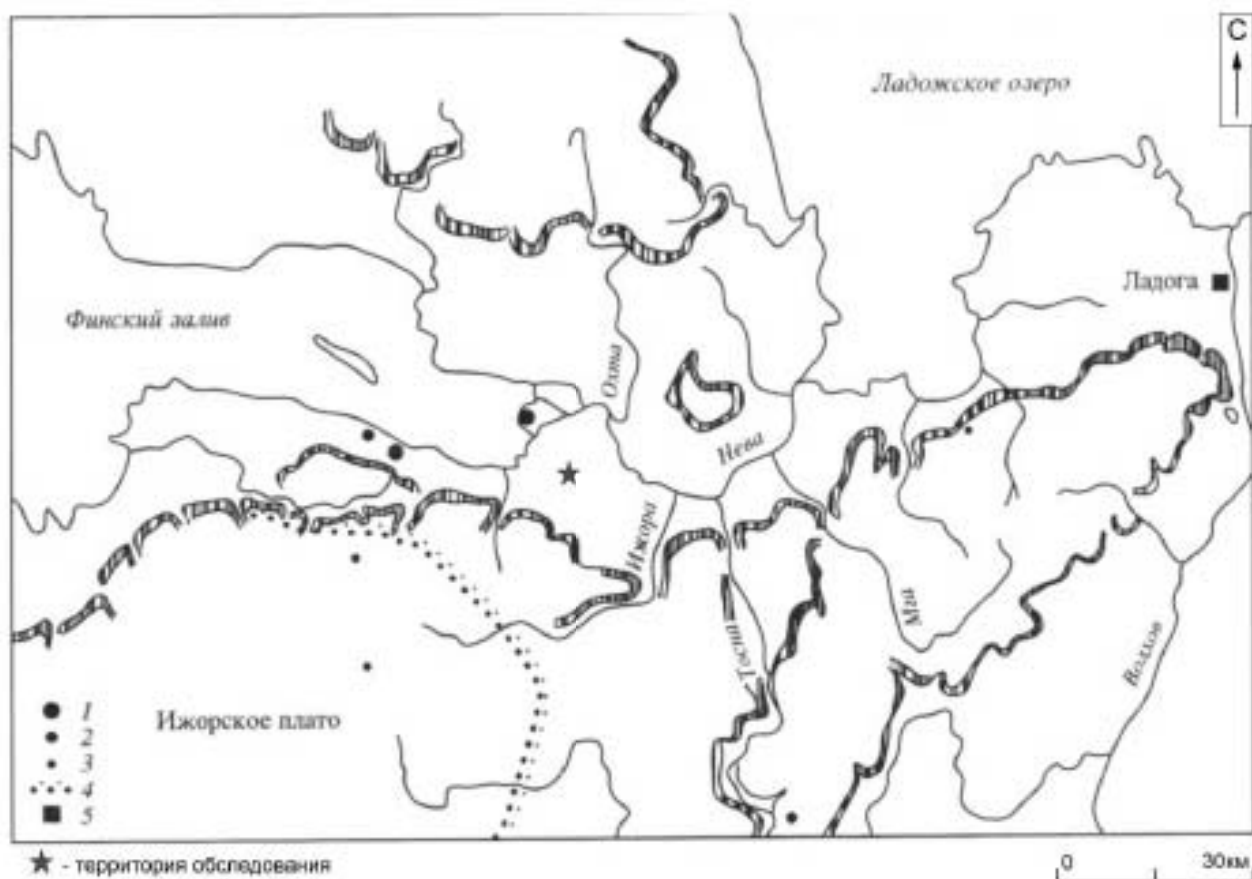 С
Ладожское озеро
Ладога
Финский залив
Охта
Нева
Ижора
Тосна
Мга
Волхов
Ижорское плато
1
2
3
4
5
- территория обследования
0 30км